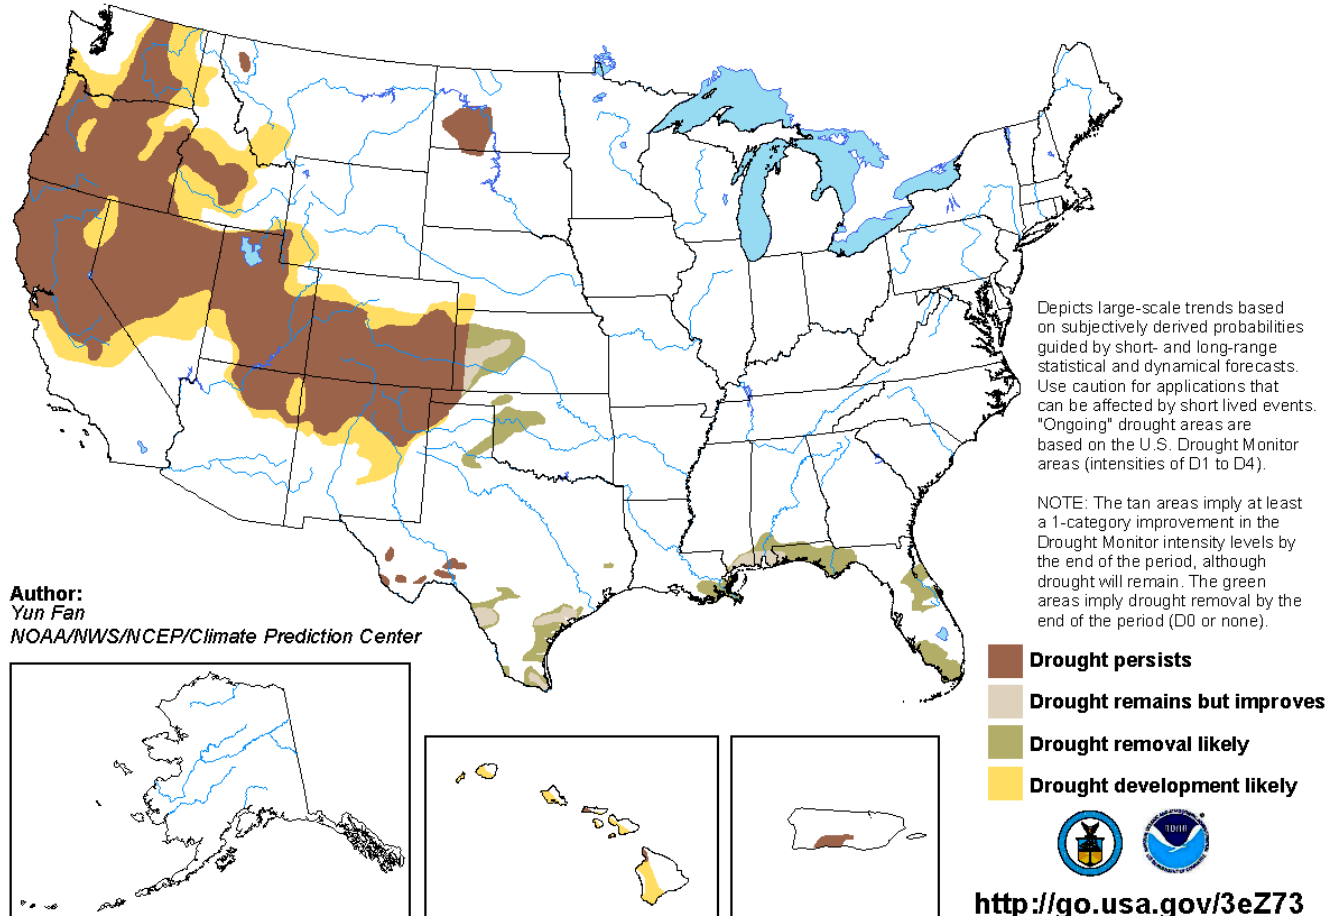 Depicts large-scale trends based
on subjectively derived probabilities
guided by short- and long-range
statistical and dynamical forecasts.
Use caution for applications that
can be affected by short lived events.
"Ongoing" drought areas are
based on the U.S. Drought Monitor
areas (intensities of D1 to D4).
NOTE: The tan areas imply at least
a 1-category improvement in the
Drought Monitor intensity levels by
the end of the period, although
drought will remain. The green
areas imply drought removal by the
end of the period (D0 or none).
Author:
Yun Fan
NOAA/NWS/NCEP/Climate Prediction Center
Drought persists
Drought remains but improves
Drought removal likely
Drought development likely
http://go.usa.gov/3eZ73